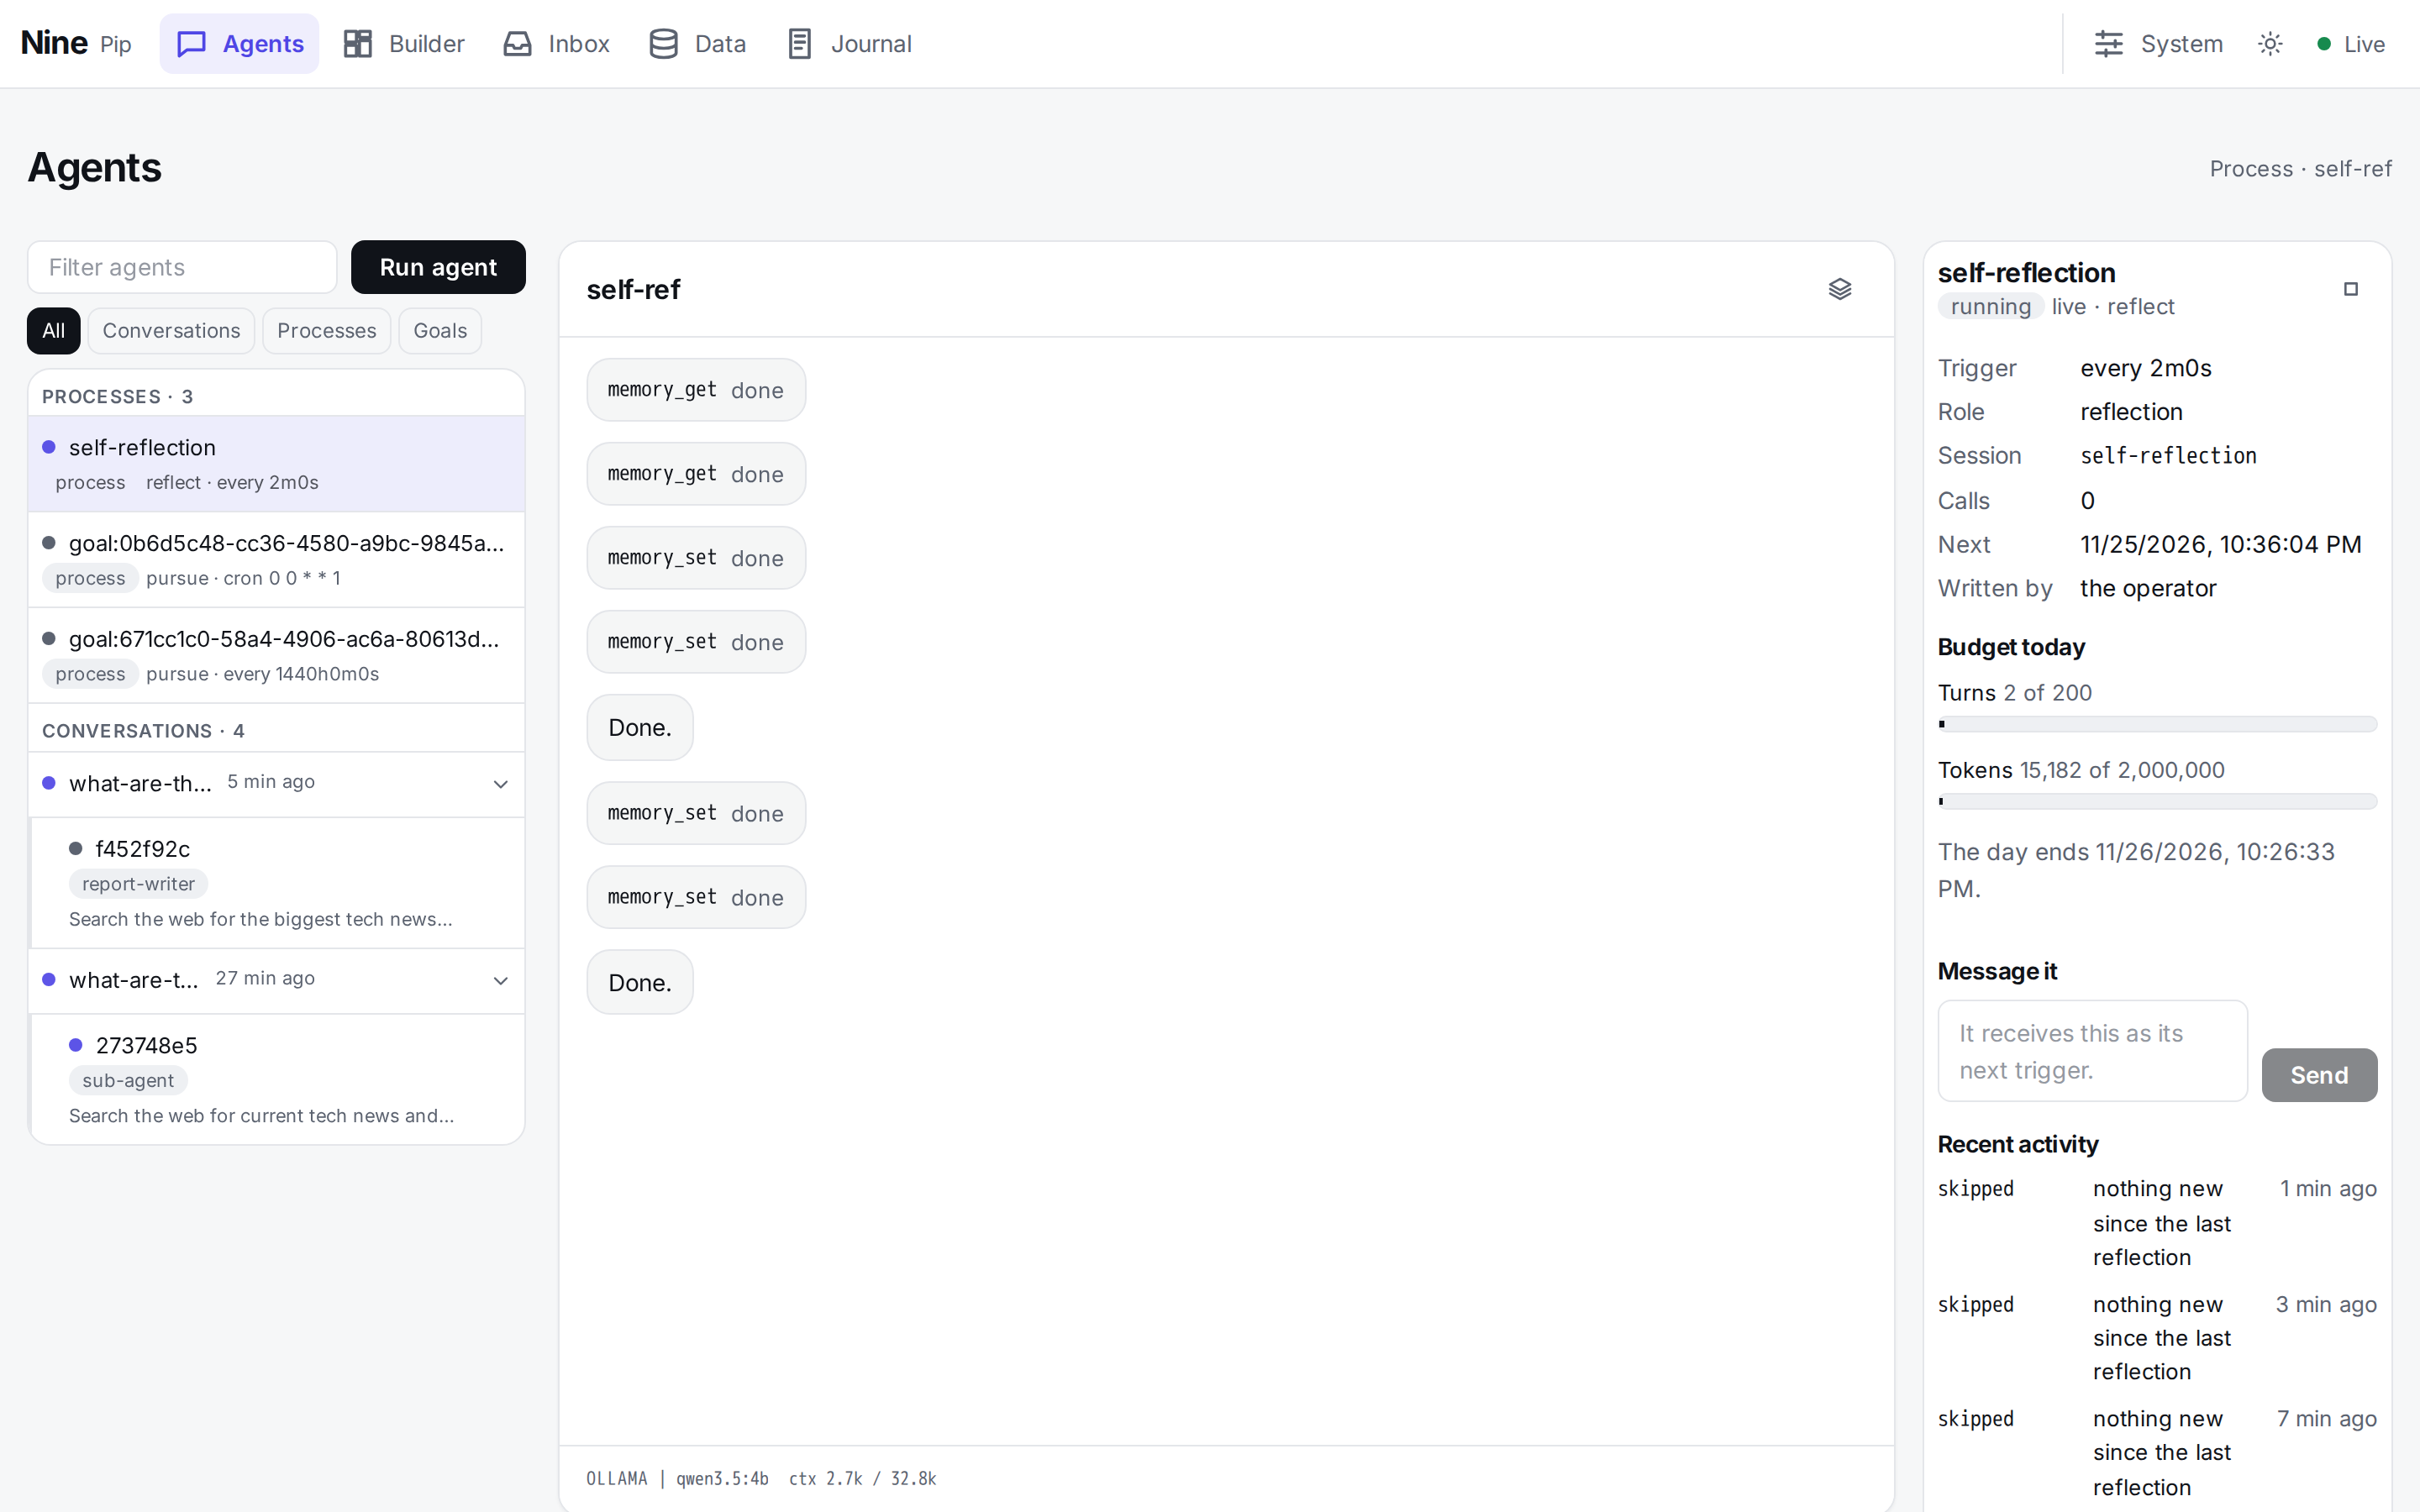 Nine Pip Agents Builder Inbox Data Journal System Live
Agents
Process · self-ref
Filter agents
Run agent
All Conversations Processes Goals
PROCESSES · 3
self-reflection
process reflect · every 2m0s
goal:0b6d5c48-cc36-4580-a9bc-9845a...
process pursue · cron 0 0 * * 1
goal:671cc1c0-58a4-4906-ac6a-80613d...
process pursue · every 1440h0m0s
CONVERSATIONS · 4
what-are-th... 5 min ago
f452f92c
report-writer
Search the web for the biggest tech news...
what-are-t... 27 min ago
273748e5
sub-agent
Search the web for current tech news and...
self-ref
memory_get done
memory_get done
memory_set done
memory_set done
Done.
memory_set done
memory_set done
Done.
OLLAMA | qwen3.5:4b ctx 2.7k / 32.8k
self-reflection
running live · reflect
Trigger every 2m0s
Role reflection
Session self-reflection
Calls 0
Next 11/25/2026, 10:36:04 PM
Written by the operator
Budget today
Turns 2 of 200
Tokens 15,182 of 2,000,000
The day ends 11/26/2026, 10:26:33
PM.
Message it
It receives this as its
next trigger.
Send
Recent activity
skipped nothing new 1 min ago
since the last
reflection
skipped nothing new 3 min ago
since the last
reflection
skipped nothing new 7 min ago
since the last
reflection